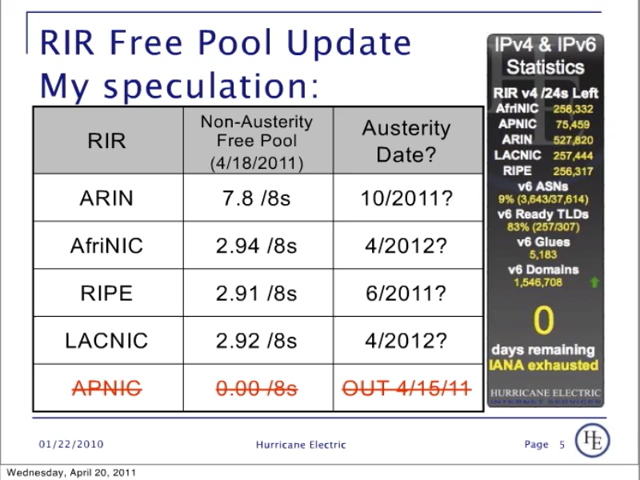 RIR Free Pool Update
My speculation:
RIR
Non-Austerity
Free Pool
(4/18/2011)
Austerity
Date?
ARIN 7.8 /8s 10/2011?
AfriNIC 2.94 /8s 4/2012?
RIPE 2.91 /8s 6/2011?
LACNIC 2.92 /8s 4/2012?
APNIC 0.00 /8s OUT 4/15/11
IPv4 & IPv6
Statistics
RIR v4 /24s Left
AfriNIC 258,332
APNIC 75,459
ARIN 527,820
LACNIC 257,444
RIPE 256,317
v6 ASNs
9% (3,643/37,614)
v6 Ready TLDs
83% (257/307)
v6 Glues
5,183
v6 Domains
1,546,708
0
days remaining
IANA exhausted
HURRICANE ELECTRIC
INTERNET SERVICES
01/22/2010 Hurricane Electric Page 5
HE
Wednesday, April 20, 2011